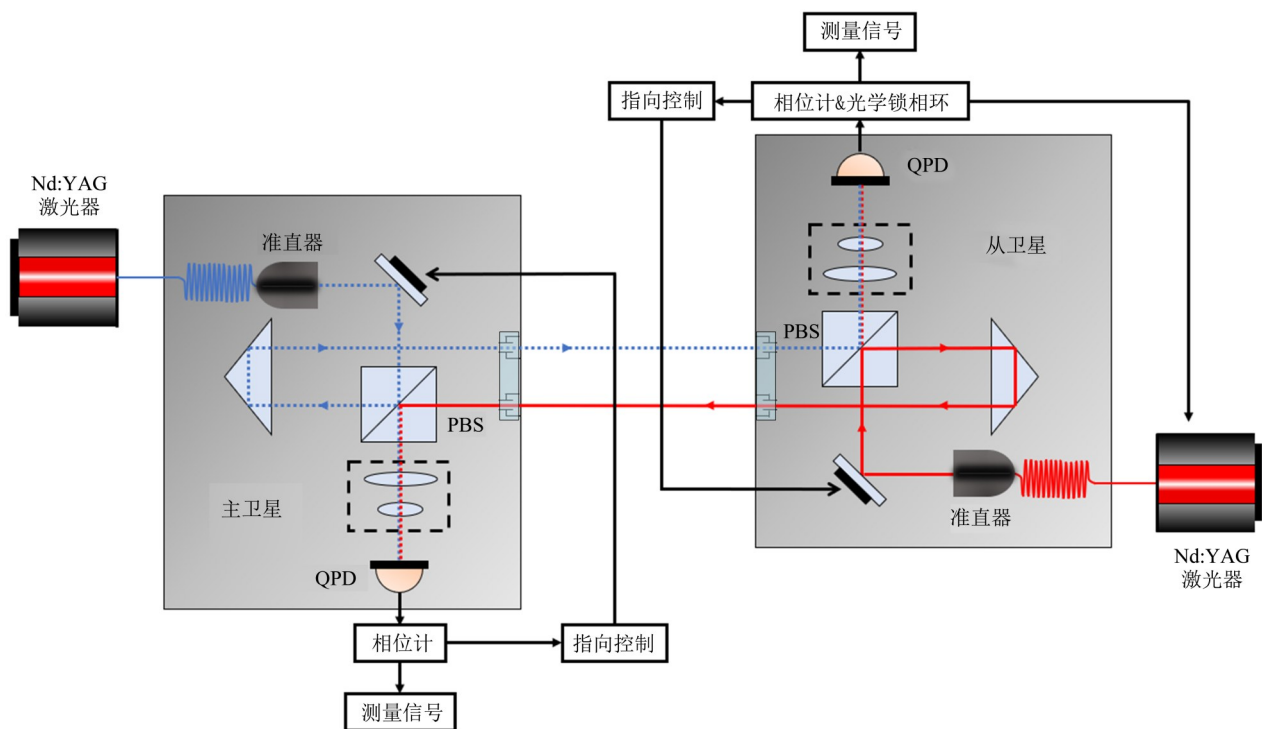 测量信号
指向控制
相位计&光学锁相环
QPD
Nd:YAG
激光器
准直器
从卫星
PBS
PBS
主卫星
准直器
QPD
Nd:YAG
激光器
相位计
指向控制
测量信号